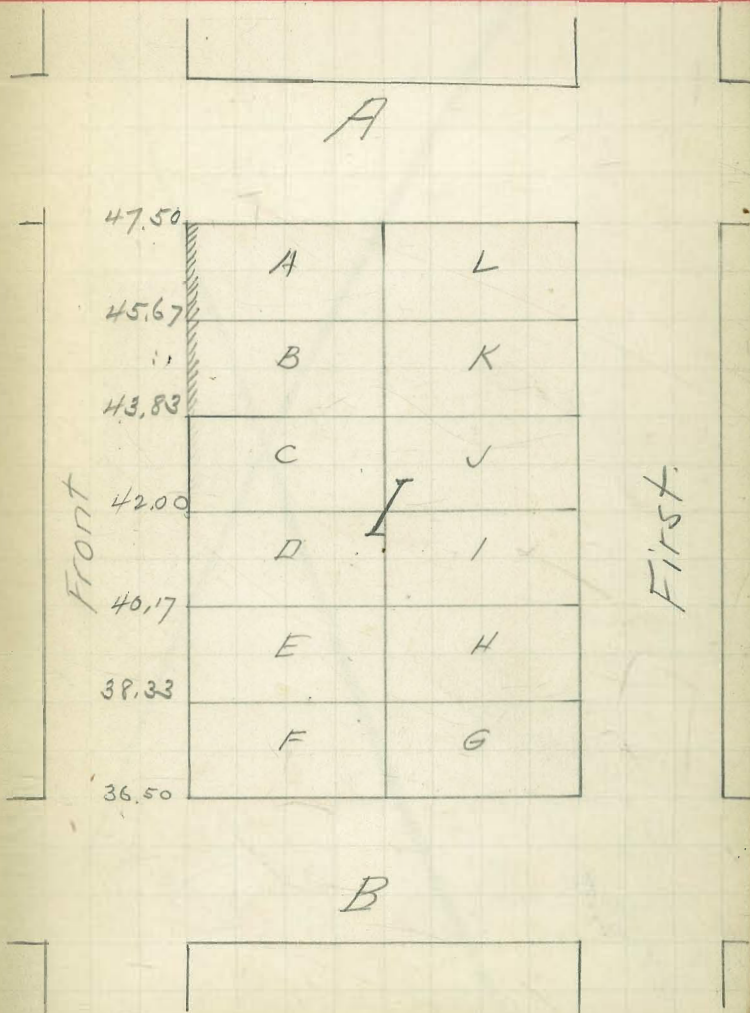 A
47.50
A L
45.67
B K
43.83
C J
42.00
I
D I
Front
First.
40.17
E H
38.33
F G
36.50
B